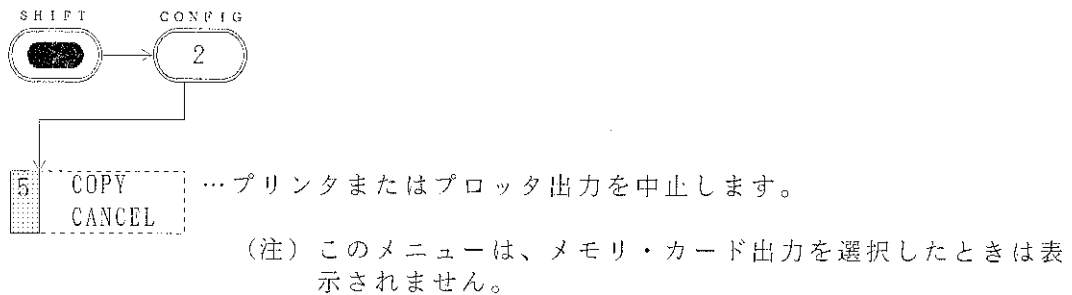 SHIFT CONFIG
2
5 COPY …プリンタまたはプロッタ出力を中止します。
CANCEL
(注) このメニューは、メモリ・カード出力を選択したときは表
示されません。